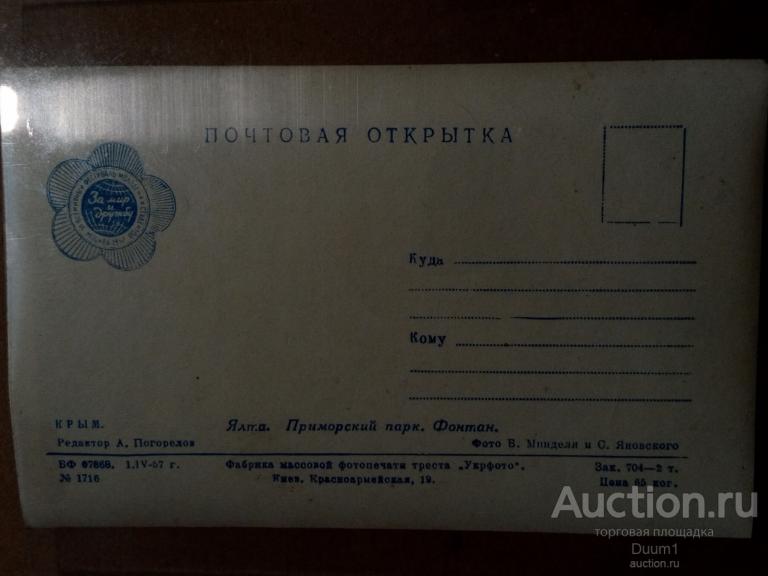 ПОЧТОВАЯ ОТКРЫТКА
За мир
и
дружбу
Куда
Кому
КРЫМ.
Ялта. Приморский парк. Фонтан.
Редактор А. Погорелов
Фото В. Минделя и С. Яновского
БФ 07868. 1.IV-57 г.
Фабрика массовой фотопечати треста „Укрфото".
Зак. 704—2 т.
№ 1716
Киев. Красноармейская, 19.
Цена 65 коп.
Auction.ru
торговая площадка
Duum1
auction.ru